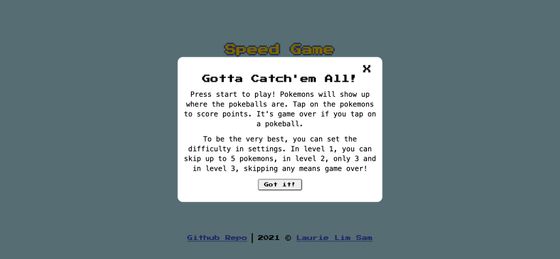 Speed Game
X
Gotta Catch'em All!
Press start to play! Pokemons will show up
where the pokeballs are. Tap on the pokemons
to score points. It's game over if you tap on
a pokeball.
To be the very best, you can set the
difficulty in settings. In level 1, you can
skip up to 5 pokemons, in level 2, only 3 and
in level 3, skipping any means game over!
Got it!
Github Repo | 2021 © Laurie Lim Sam